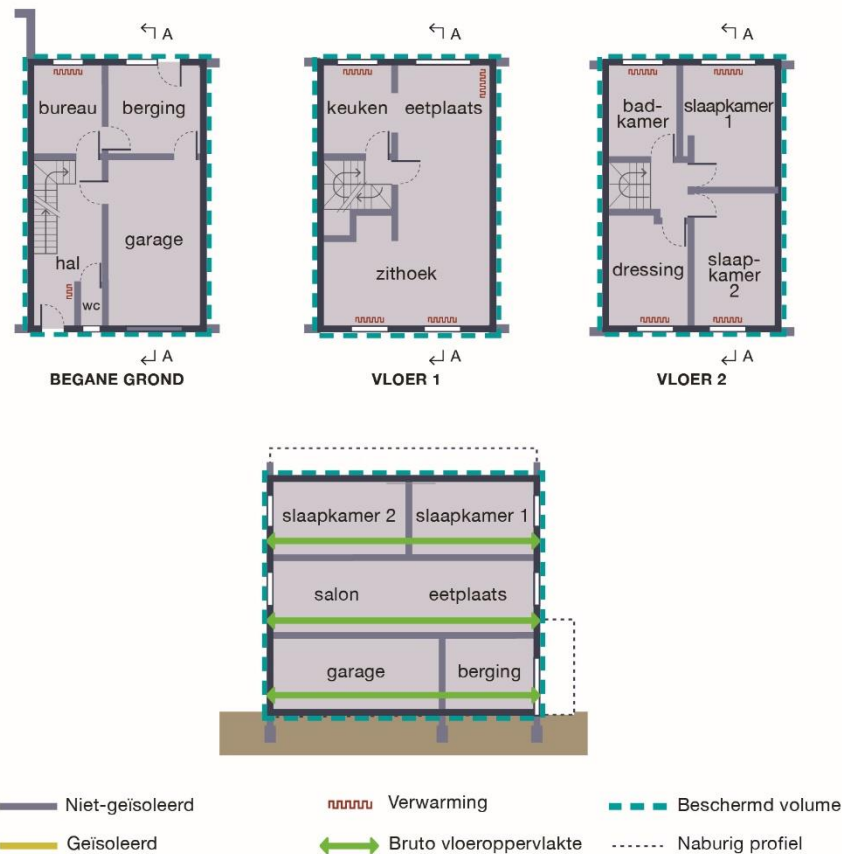 A
A
A
bureau
berging
hal
garage
wc
A
BEGANE GROND
keuken
eetplaats
zithoek
A
VLOER 1
bad-
kamer
slaapkamer
1
dressing
slaap-
kamer
2
A
VLOER 2
slaapkamer 2
slaapkamer 1
salon
eetplaats
garage
berging
Niet-geïsoleerd
Verwarming
Beschermd volume
Geïsoleerd
Bruto vloeroppervlakte
Naburig profiel